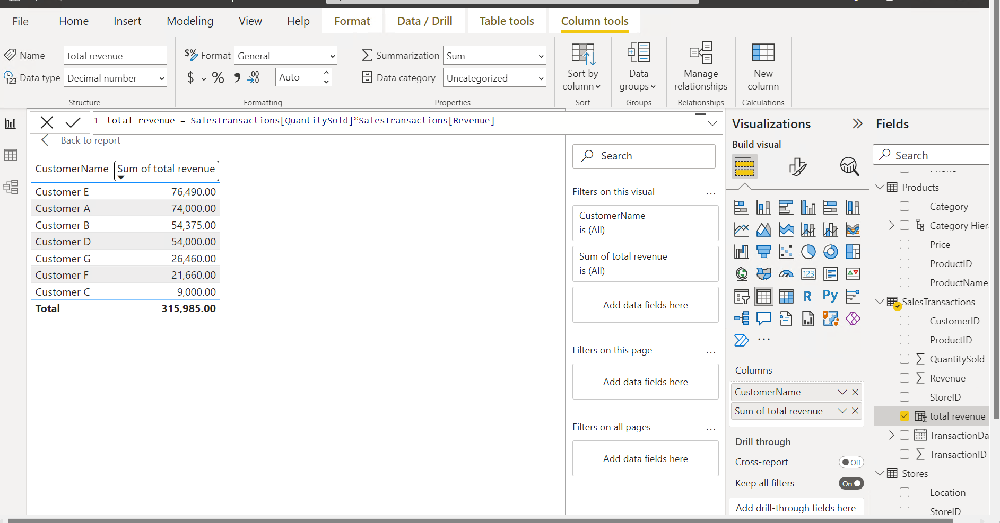 File Home Insert Modeling View Help Format Data / Drill Table tools Column tools
Name total revenue
Data type Decimal number
Structure
$% Format General
$ % , .00 Auto
Formatting
Summarization Sum
Data category Uncategorized
Properties
Sort by
column
Sort
Data
groups
Groups
Manage
relationships
Relationships
New
column
Calculations
1 total revenue = SalesTransactions[QuantitySold]*SalesTransactions[Revenue]
Back to report
CustomerName Sum of total revenue
Customer E 76,490.00
Customer A 74,000.00
Customer B 54,375.00
Customer D 54,000.00
Customer G 26,460.00
Customer F 21,660.00
Customer C 9,000.00
Total 315,985.00
Search
Filters on this visual ...
CustomerName
is (All)
Sum of total revenue
is (All)
Add data fields here
Filters on this page ...
Add data fields here
Filters on all pages ...
Add data fields here
Visualizations
Build visual
123
R Py
...
Columns
CustomerName
Sum of total revenue
Drill through
Cross-report Off
Keep all filters On
Add drill-through fields here
Fields
Search
Products
Category
Category Hier
Price
ProductID
ProductName
SalesTransactions
CustomerID
ProductID
QuantitySold
Revenue
StoreID
total revenue
TransactionDa
TransactionID
Stores
Location
StoreID